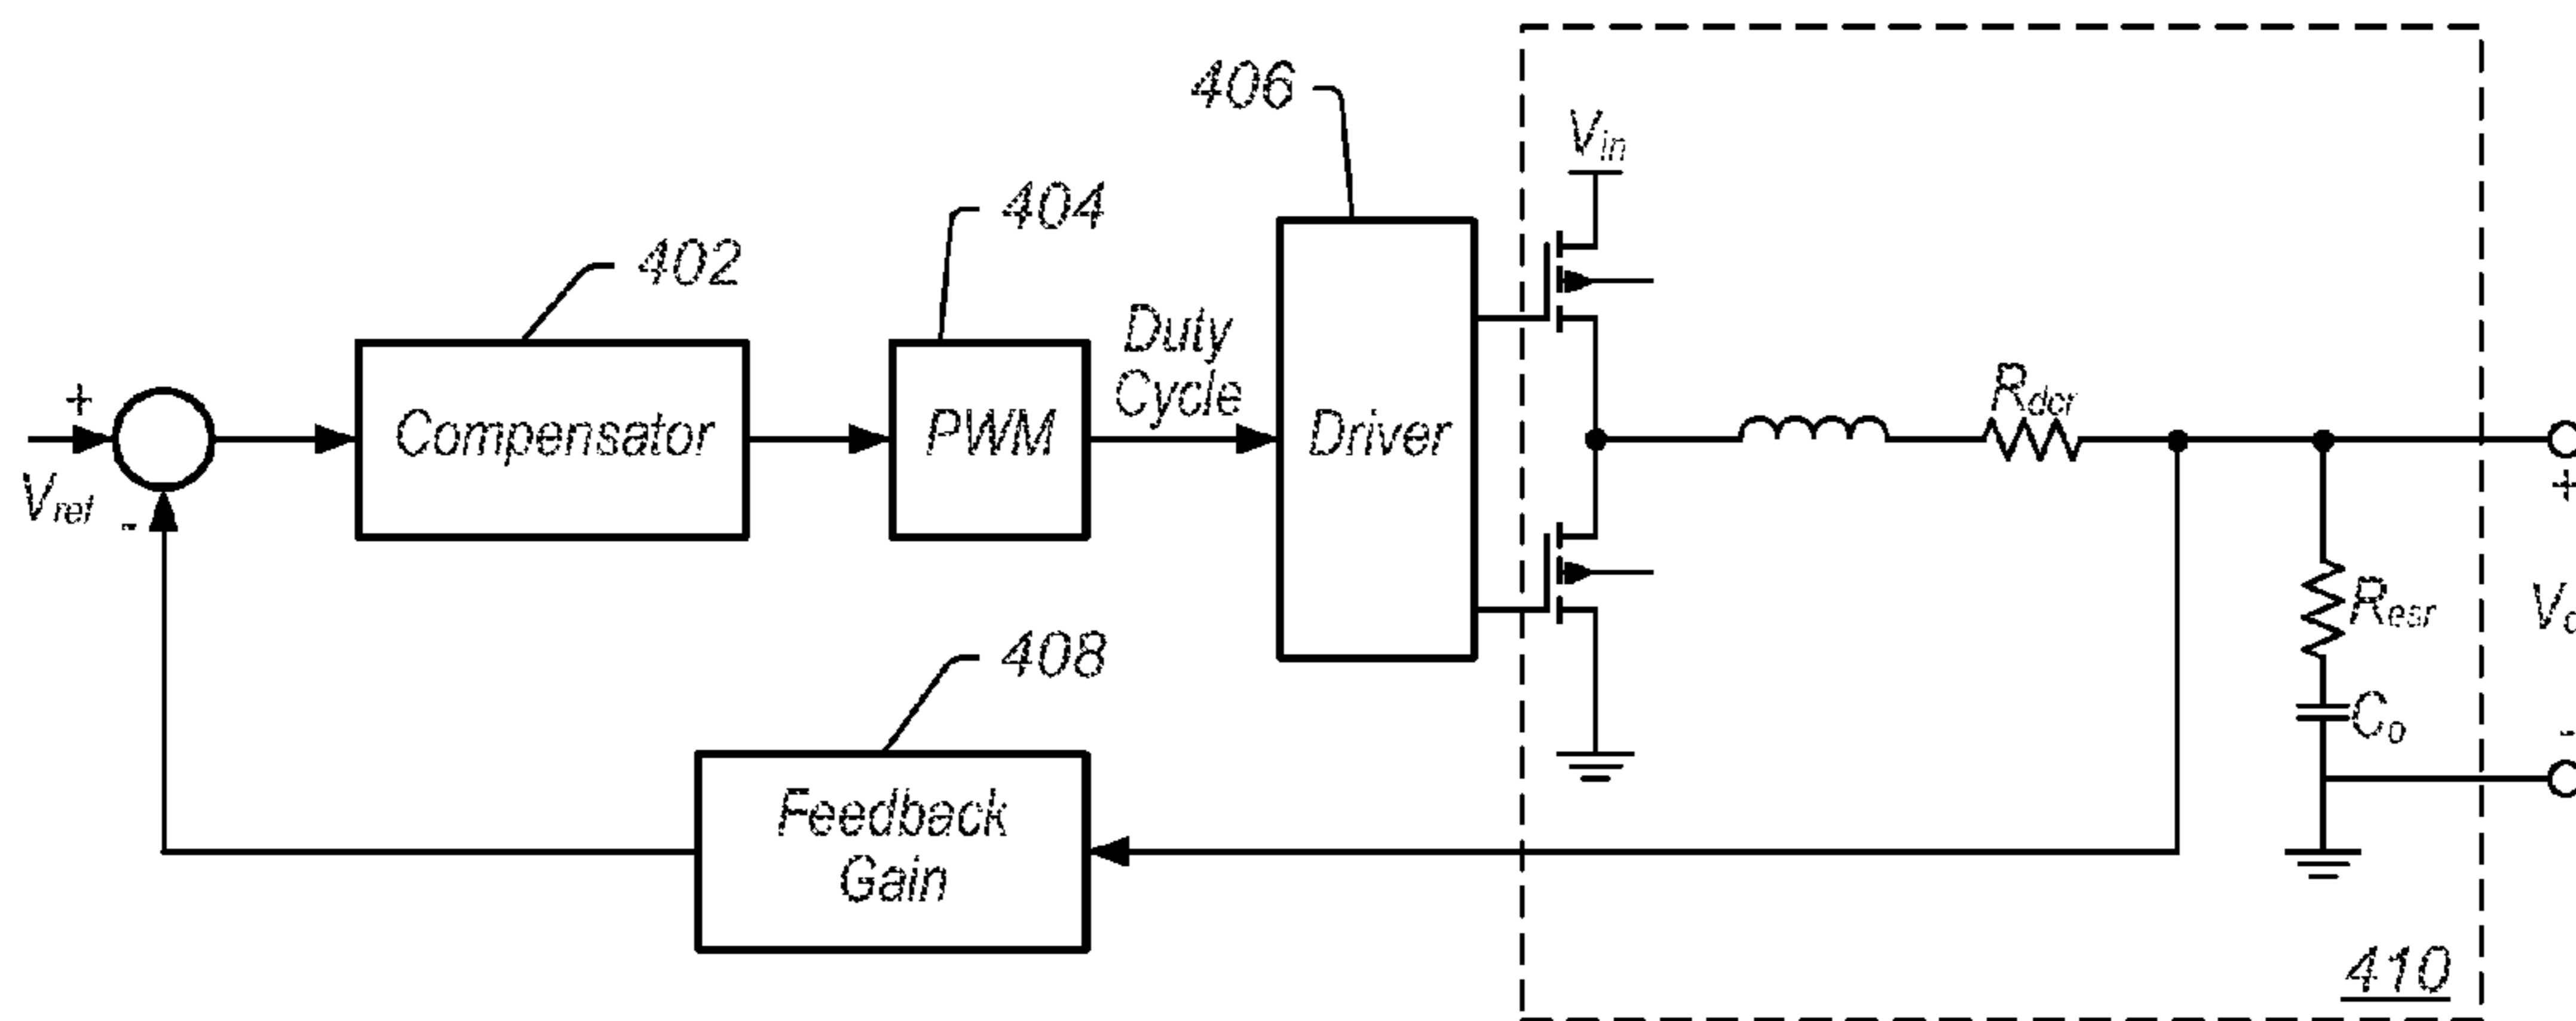 406
Vin
404
402
Duty
Cycle
Rdcr
+
Compensator
PWM
Driver
Vref
-
+
Resr
408
Co
-
Feedback
Gain
410